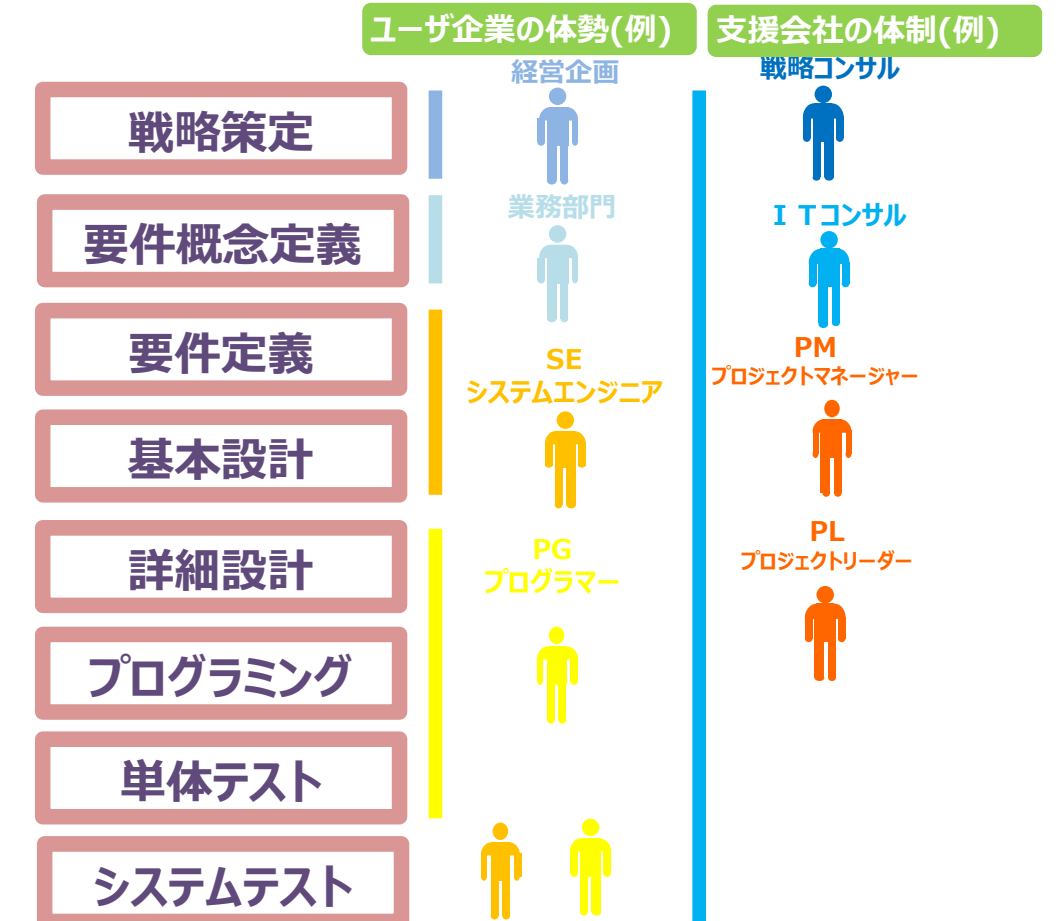 ユーザ企業の体勢(例)
支援会社の体制(例)
経営企画
戦略コンサル
戦略策定
業務部門
ＩＴコンサル
要件概念定義
要件定義
SE
システムエンジニア
PM
プロジェクトマネージャー
基本設計
詳細設計
PG
プログラマー
PL
プロジェクトリーダー
プログラミング
単体テスト
システムテスト